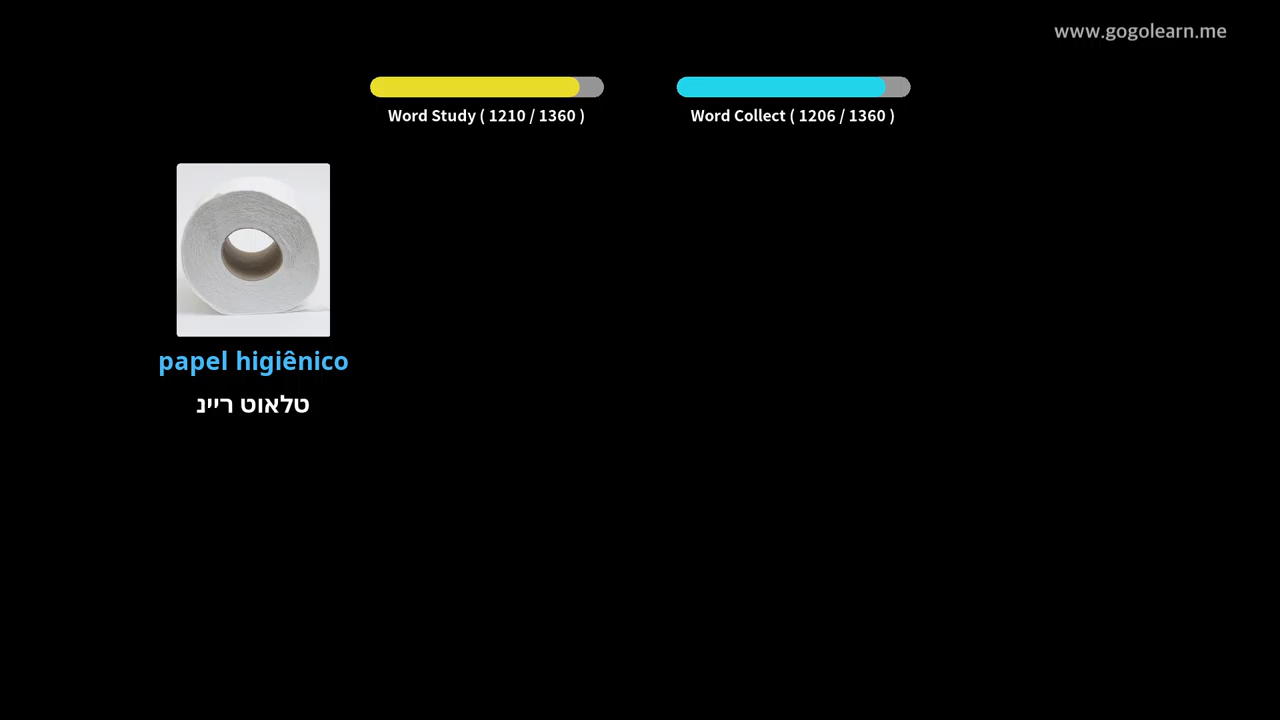 www.gogolearn.me
Word Study ( 1210 / 1360 )
Word Collect ( 1206 / 1360 )
papel higiênico
טלאוט ריינ